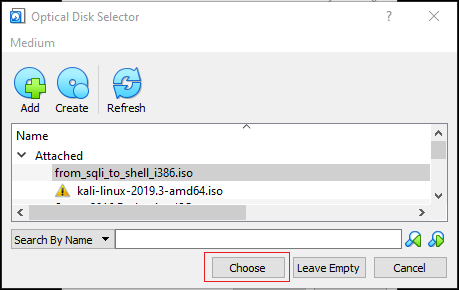 Optical Disk Selector
Medium
Add Create Refresh
Name
Attached
from_sqli_to_shell_i386.iso
kali-linux-2019.3-amd64.iso
Search By Name
Choose Leave Empty Cancel